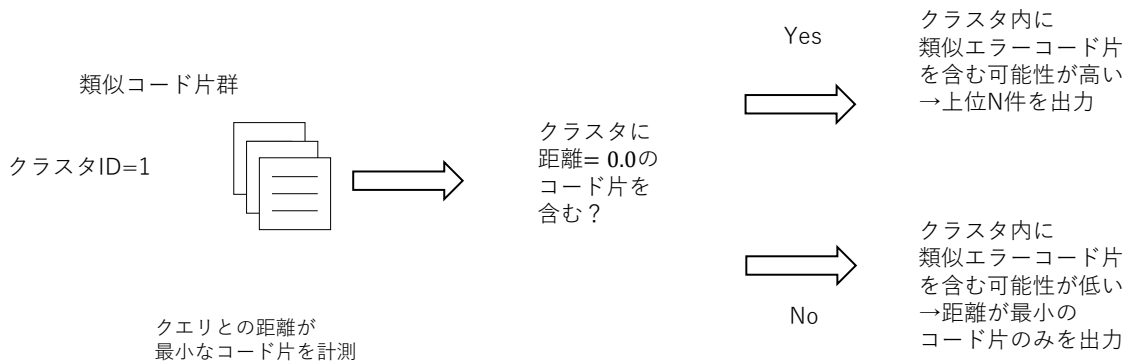 類似コード片群
クラスタID=1
クエリとの距離が
最小なコード片を計測
クラスタに
距離= 0.0の
コード片を
含む？
Yes
クラスタ内に
類似エラーコード片
を含む可能性が高い
→上位N件を出力
No
クラスタ内に
類似エラーコード片
を含む可能性が低い
→距離が最小の
コード片のみを出力